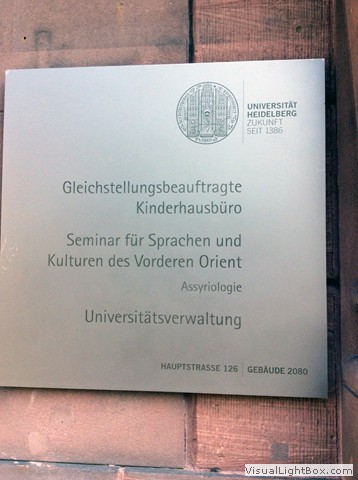 UNIVERSITÄT
HEIDELBERG
ZUKUNFT
SEIT 1386
Gleichstellungsbeauftragte
Kinderhausbüro
Seminar für Sprachen und
Kulturen des Vorderen Orient
Assyriologie
Universitätsverwaltung
HAUPTSTRASSE 126 | GEBÄUDE 2080
VisualLightBox.com